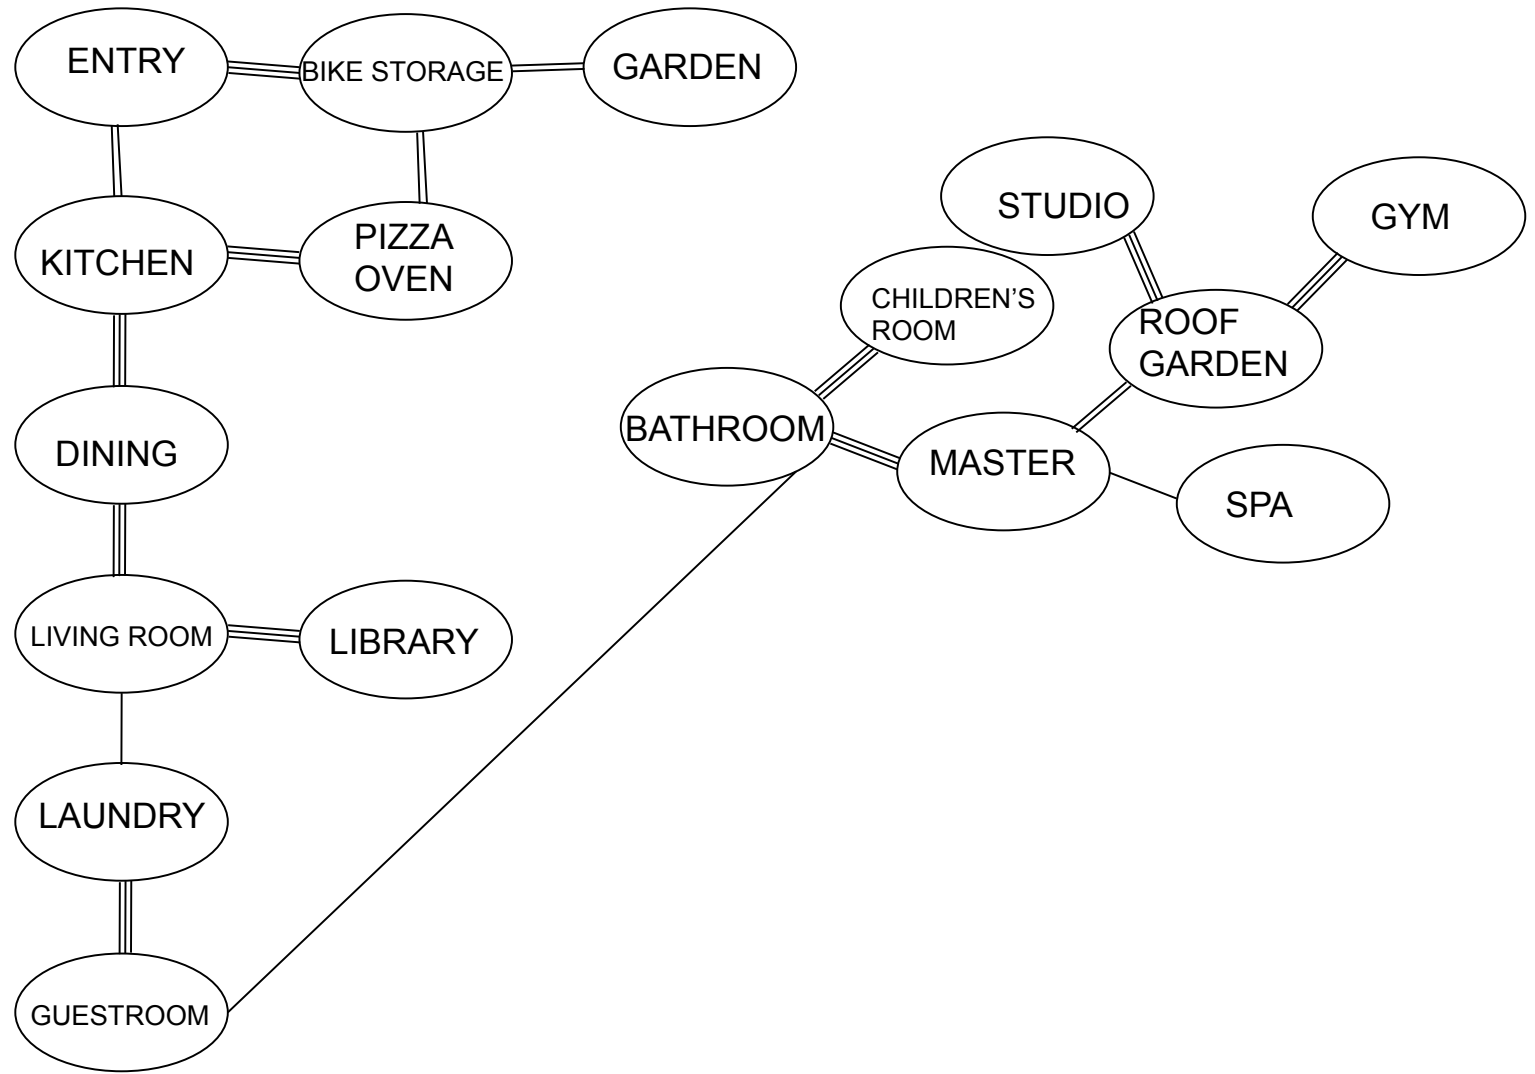 ENTRY
BIKE STORAGE
GARDEN
KITCHEN
PIZZA
OVEN
STUDIO
GYM
CHILDREN’S
ROOM
ROOF
GARDEN
BATHROOM
MASTER
SPA
DINING
LIVING ROOM
LIBRARY
LAUNDRY
GUESTROOM